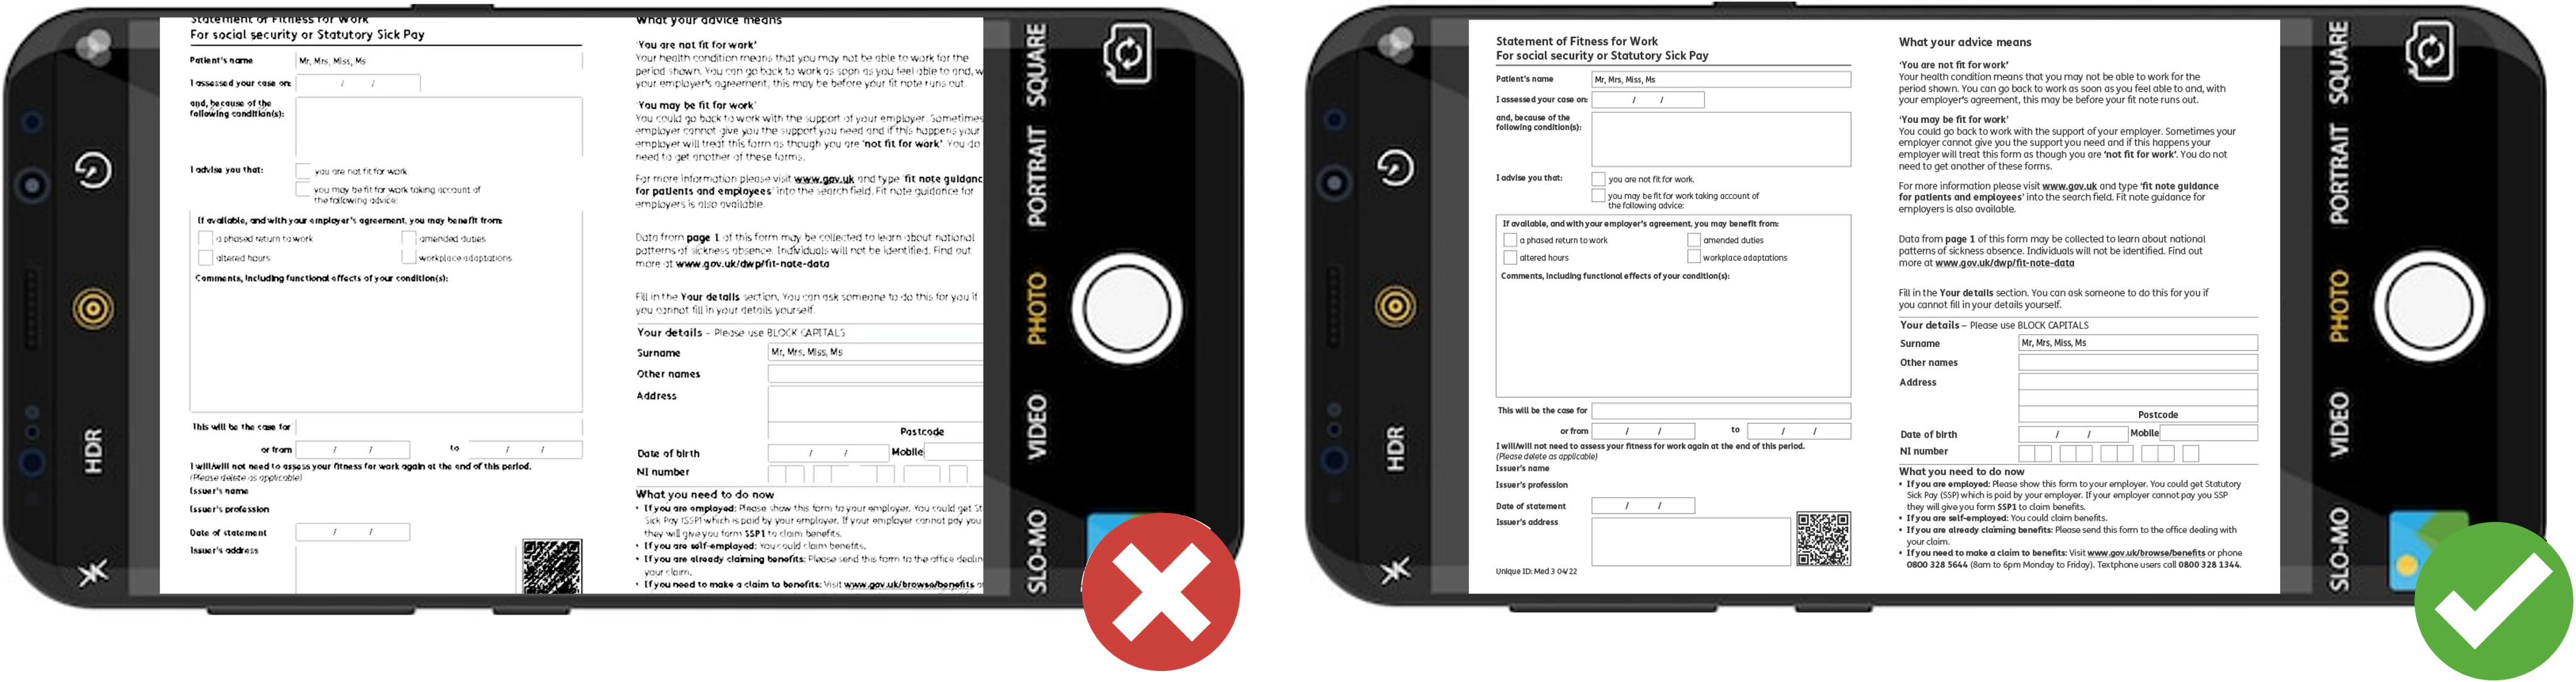 Statement of Fitness for Work
For social security or Statutory Sick Pay
Patient's name
Mr, Mrs, Miss, Ms
I assessed your case on:
/ /
and, because of the
following condition(s):
I advise you that:
you are not fit for work.
you may be fit for work taking account of
the following advice:
If available, and with your employer's agreement, you may benefit from:
a phased return to work
amended duties
altered hours
workplace adaptations
Comments, including functional effects of your condition(s):
This will be the case for
or from / / to / /
I will/will not need to assess your fitness for work again at the end of this period.
(Please delete as applicable)
Issuer's name
Issuer's profession
Date of statement / /
Issuer's address
What your advice means
'You are not fit for work'
Your health condition means that you may not be able to work for the
period shown. You can go back to work as soon as you feel able to and, w
your employer's agreement, this may be before your fit note runs out.
'You may be fit for work'
You could go back to work with the support of your employer. Sometimes
employer cannot give you the support you need and if this happens your
employer will treat this form as though you are 'not fit for work'. You do
need to get another of these forms.
For more information please visit www.gov.uk and type 'fit note guidanc
for patients and employees' into the search field. Fit note guidance for
employers is also available.
Data from page 1 of this form may be collected to learn about national
patterns of sickness absence. Individuals will not be identified. Find out
more at www.gov.uk/dwp/fit-note-data
Fill in the Your details section. You can ask someone to do this for you if
you cannot fill in your details yourself.
Your details – Please use BLOCK CAPITALS
Surname
Mr, Mrs, Miss, Ms
Other names
Address
Postcode
Date of birth / / Mobile
NI number
What you need to do now
• If you are employed: Please show this form to your employer. You could get St
Sick Pay (SSP) which is paid by your employer. If your employer cannot pay you
they will give you form SSP1 to claim benefits.
• If you are self-employed: You could claim benefits.
• If you are already claiming benefits: Please send this form to the office dealin
your claim.
• If you need to make a claim to benefits: Visit www.gov.uk/browse/benefits o
HDR
SQUARE
PORTRAIT
PHOTO
VIDEO
SLO-MO
Statement of Fitness for Work
For social security or Statutory Sick Pay
Patient's name
Mr, Mrs, Miss, Ms
I assessed your case on:
/ /
and, because of the
following condition(s):
I advise you that:
you are not fit for work.
you may be fit for work taking account of
the following advice:
If available, and with your employer's agreement, you may benefit from:
a phased return to work
amended duties
altered hours
workplace adaptations
Comments, including functional effects of your condition(s):
This will be the case for
or from / / to / /
I will/will not need to assess your fitness for work again at the end of this period.
(Please delete as applicable)
Issuer's name
Issuer's profession
Date of statement / /
Issuer's address
Unique ID: Med 3 04/22
What your advice means
'You are not fit for work'
Your health condition means that you may not be able to work for the
period shown. You can go back to work as soon as you feel able to and, with
your employer's agreement, this may be before your fit note runs out.
'You may be fit for work'
You could go back to work with the support of your employer. Sometimes your
employer cannot give you the support you need and if this happens your
employer will treat this form as though you are 'not fit for work'. You do not
need to get another of these forms.
For more information please visit www.gov.uk and type 'fit note guidance
for patients and employees' into the search field. Fit note guidance for
employers is also available.
Data from page 1 of this form may be collected to learn about national
patterns of sickness absence. Individuals will not be identified. Find out
more at www.gov.uk/dwp/fit-note-data
Fill in the Your details section. You can ask someone to do this for you if
you cannot fill in your details yourself.
Your details – Please use BLOCK CAPITALS
Surname
Mr, Mrs, Miss, Ms
Other names
Address
Postcode
Date of birth / / Mobile
NI number
What you need to do now
• If you are employed: Please show this form to your employer. You could get Statutory
Sick Pay (SSP) which is paid by your employer. If your employer cannot pay you SSP
they will give you form SSP1 to claim benefits.
• If you are self-employed: You could claim benefits.
• If you are already claiming benefits: Please send this form to the office dealing with
your claim.
• If you need to make a claim to benefits: Visit www.gov.uk/browse/benefits or phone
0800 328 5644 (8am to 6pm Monday to Friday). Textphone users call 0800 328 1344.
HDR
SQUARE
PORTRAIT
PHOTO
VIDEO
SLO-MO